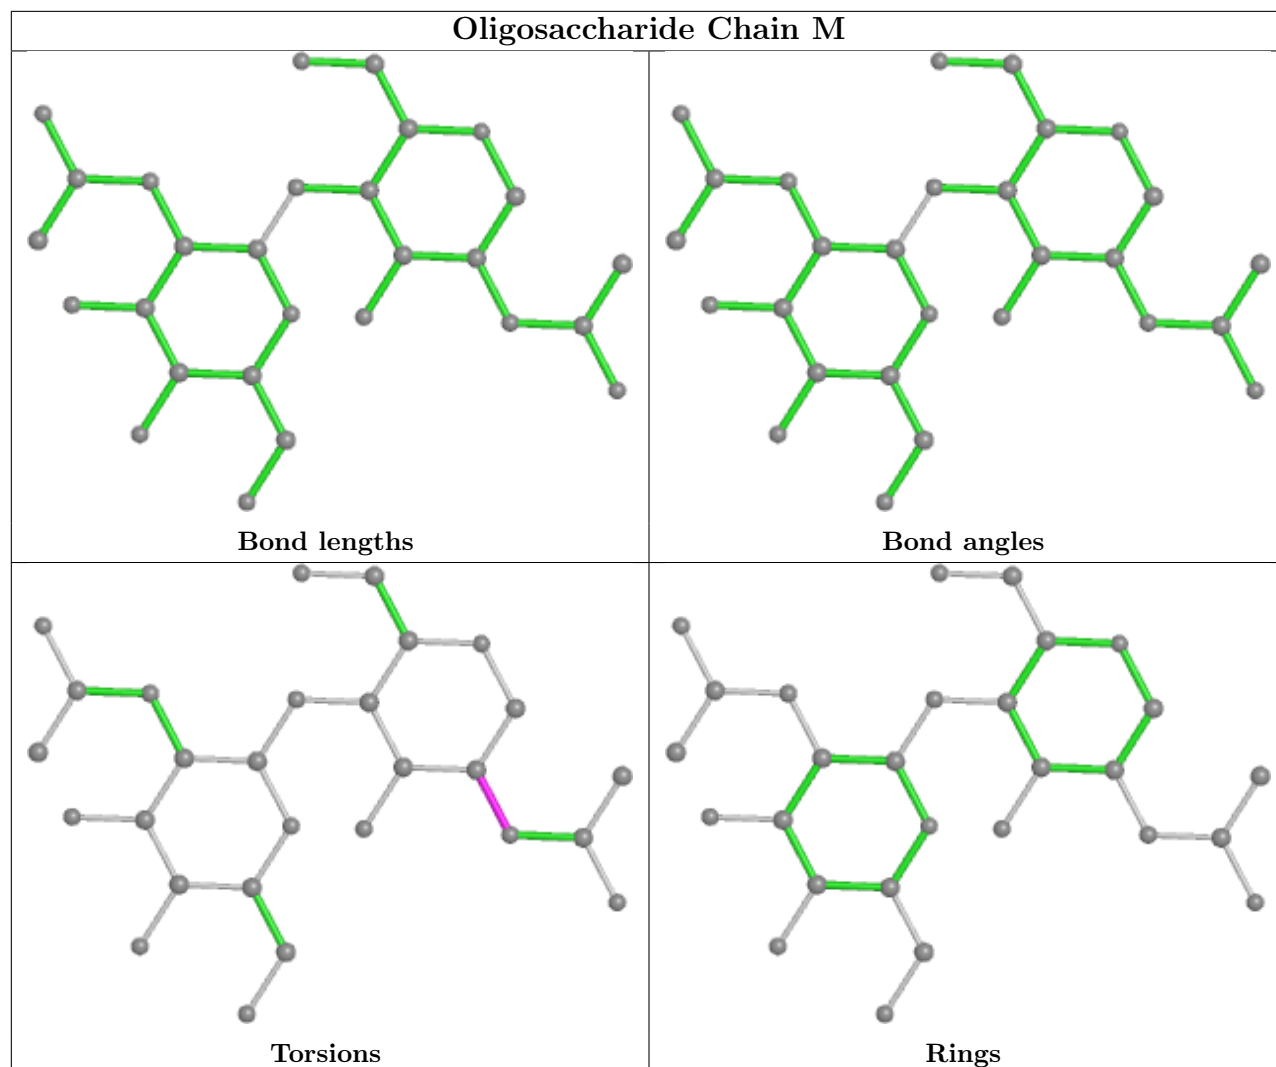 Oligosaccharide Chain M
Bond lengths
Bond angles
Torsions
Rings